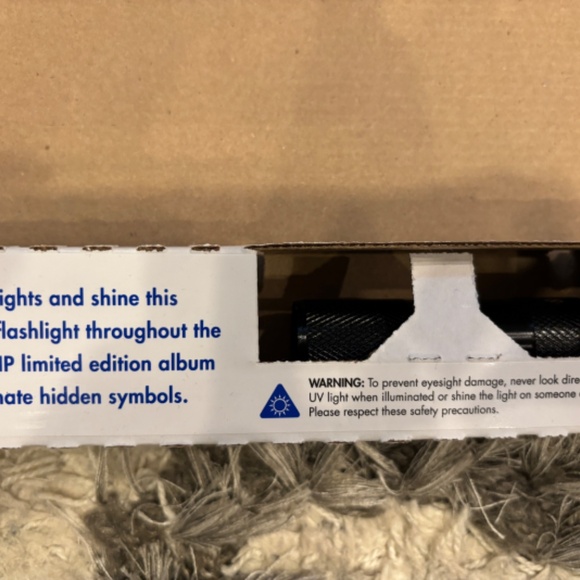 ights and shine this
flashlight throughout the
limited edition album
nate hidden symbols.
WARNING: To prevent eyesight damage, never look dire
UV light when illuminated or shine the light on someone
Please respect these safety precautions.